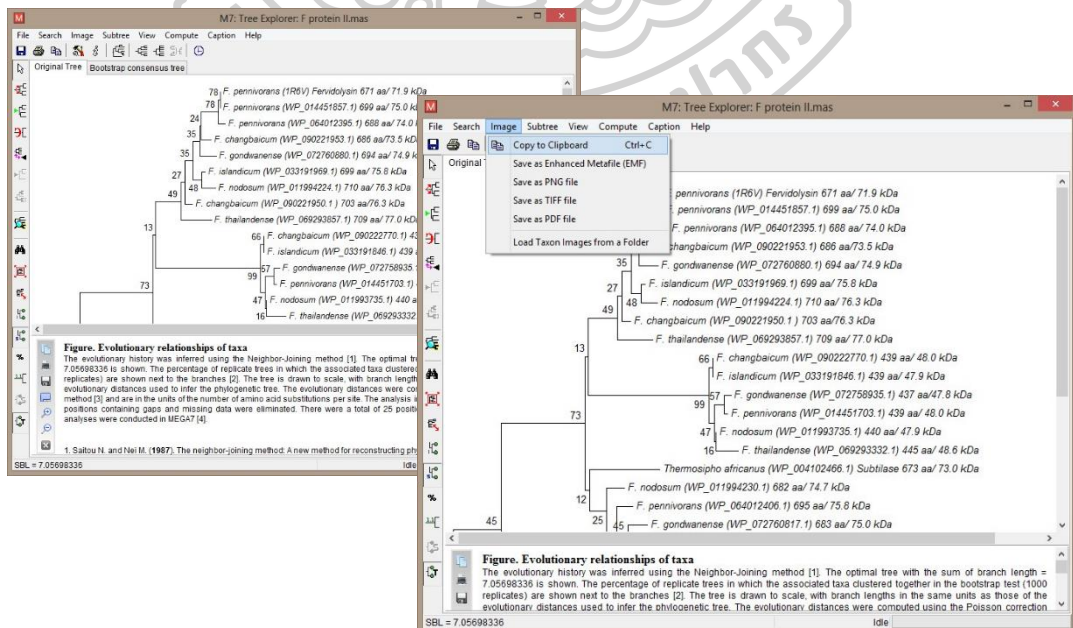 M7: Tree Explorer: F protein II.mas
File Search Image Subtree View Compute Caption Help
Original Tree Bootstrap consensus tree
78 F. pennivorans (1R6V) Fervidolysin 671 aa/ 71.9 kDa
78 F. pennivorans (WP_014451857.1) 699 aa/ 75.0 kD
24 F. pennivorans (WP_064012395.1) 688 aa/ 74.0
35 F. changbaicum (WP_090221953.1) 686 aa/73.5 kD
35 F. gondwanense (WP_072760880.1) 694 aa/ 74.9 k
27 F. islandicum (WP_033191969.1) 699 aa/ 75.8 kDa
48 F. nodosum (WP_011994224.1) 710 aa/ 76.3 kDa
49 F. changbaicum (WP_090221950.1 ) 703 aa/76.3 kDa
F. thailandense (WP_069293857.1) 709 aa/ 77.0 kD
13
66 F. changbaicum (WP_090222770.1) 43
F. islandicum (WP_033191846.1) 439
57 F. gondwanense (WP_072758935
99 F. pennivorans (WP_014451703.1)
73
47 F. nodosum (WP_011993735.1) 440 a
16 F. thailandense (WP_069293332
Figure. Evolutionary relationships of taxa
The evolutionary history was inferred using the Neighbor-Joining method [1]. The optimal tr
7.05698336 is shown. The percentage of replicate trees in which the associated taxa clustered
replicates) are shown next to the branches [2]. The tree is drawn to scale, with branch length
evolutionary distances used to infer the phylogenetic tree. The evolutionary distances were co
method [3] and are in the units of the number of amino acid substitutions per site. The analysis i
positions containing gaps and missing data were eliminated. There were a total of 25 positi
analyses were conducted in MEGA7 [4].
1. Saitou N. and Nei M. (1987). The neighbor-joining method: A new method for reconstructing ph
SBL = 7.05698336 Idle
M7: Tree Explorer: F protein II.mas
File Search Image Subtree View Compute Caption Help
Original
Copy to Clipboard Ctrl+C
Save as Enhanced Metafile (EMF)
Save as PNG file
Save as TIFF file
Save as PDF file
Load Taxon Images from a Folder
pennivorans (1R6V) Fervidolysin 671 aa/ 71.9 kDa
pennivorans (WP_014451857.1) 699 aa/ 75.0 kDa
pennivorans (WP_064012395.1) 688 aa/ 74.0 kDa
changbaicum (WP_090221953.1) 686 aa/73.5 kDa
35 F. gondwanense (WP_072760880.1) 694 aa/ 74.9 kDa
27 F. islandicum (WP_033191969.1) 699 aa/ 75.8 kDa
48 F. nodosum (WP_011994224.1) 710 aa/ 76.3 kDa
49 F. changbaicum (WP_090221950.1 ) 703 aa/76.3 kDa
F. thailandense (WP_069293857.1) 709 aa/ 77.0 kDa
13
66 F. changbaicum (WP_090222770.1) 439 aa/ 48.0 kDa
F. islandicum (WP_033191846.1) 439 aa/ 47.9 kDa
57 F. gondwanense (WP_072758935.1) 437 aa/47.8 kDa
99 F. pennivorans (WP_014451703.1) 439 aa/ 48.0 kDa
73
47 F. nodosum (WP_011993735.1) 440 aa/ 47.9 kDa
16 F. thailandense (WP_069293332.1) 445 aa/ 48.6 kDa
Thermosipho africanus (WP_004102466.1) Subtilase 673 aa/ 73.0 kDa
F. nodosum (WP_011994230.1) 682 aa/ 74.7 kDa
12 F. pennivorans (WP_064012406.1) 695 aa/ 75.8 kDa
45 25 45 F. gondwanense (WP_072760817.1) 683 aa/ 75.0 kDa
Figure. Evolutionary relationships of taxa
The evolutionary history was inferred using the Neighbor-Joining method [1]. The optimal tree with the sum of branch length =
7.05698336 is shown. The percentage of replicate trees in which the associated taxa clustered together in the bootstrap test (1000
replicates) are shown next to the branches [2]. The tree is drawn to scale, with branch lengths in the same units as those of the
evolutionary distances used to infer the phylogenetic tree. The evolutionary distances were computed using the Poisson correction
SBL = 7.05698336 Idle